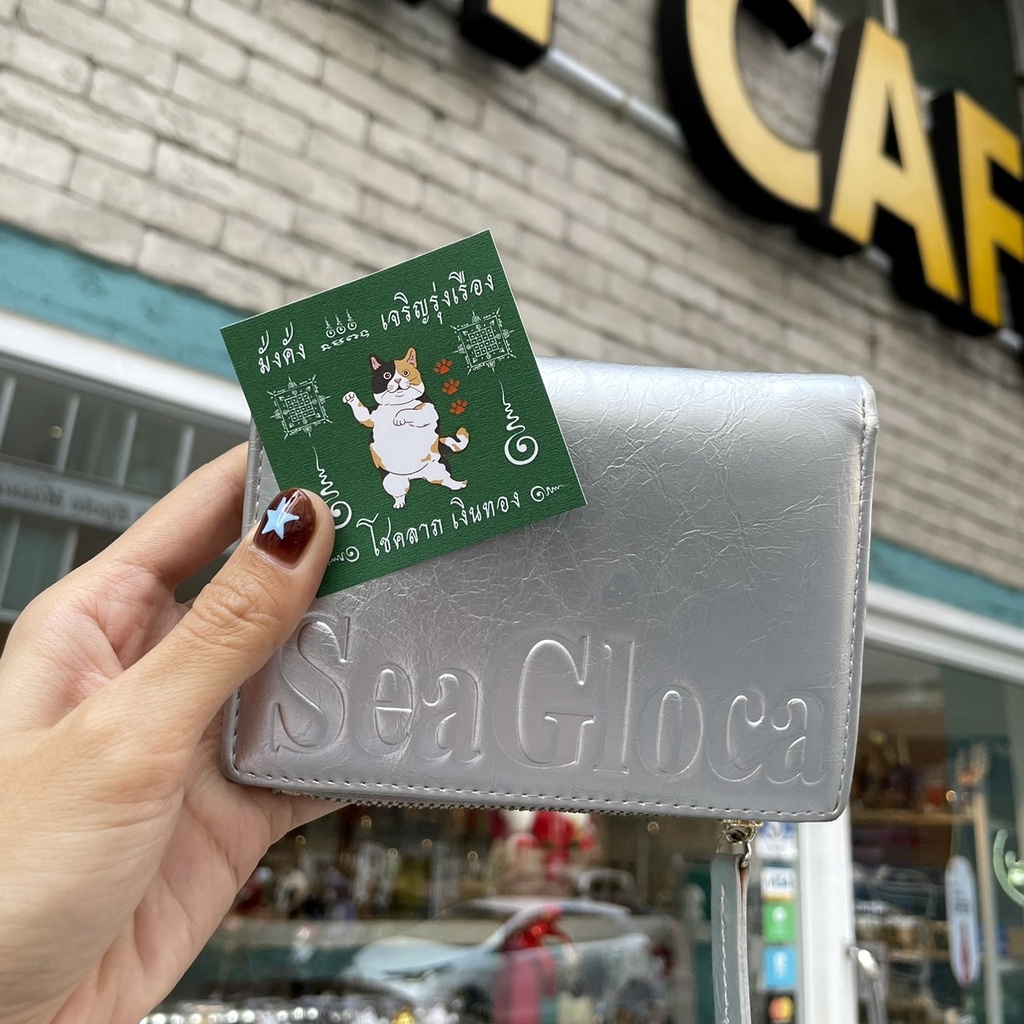 CAF
มั่งคั่ง
เจริญรุ่งเรือง
โชคลาภ เงินทอง
Sea Gloca
VISA